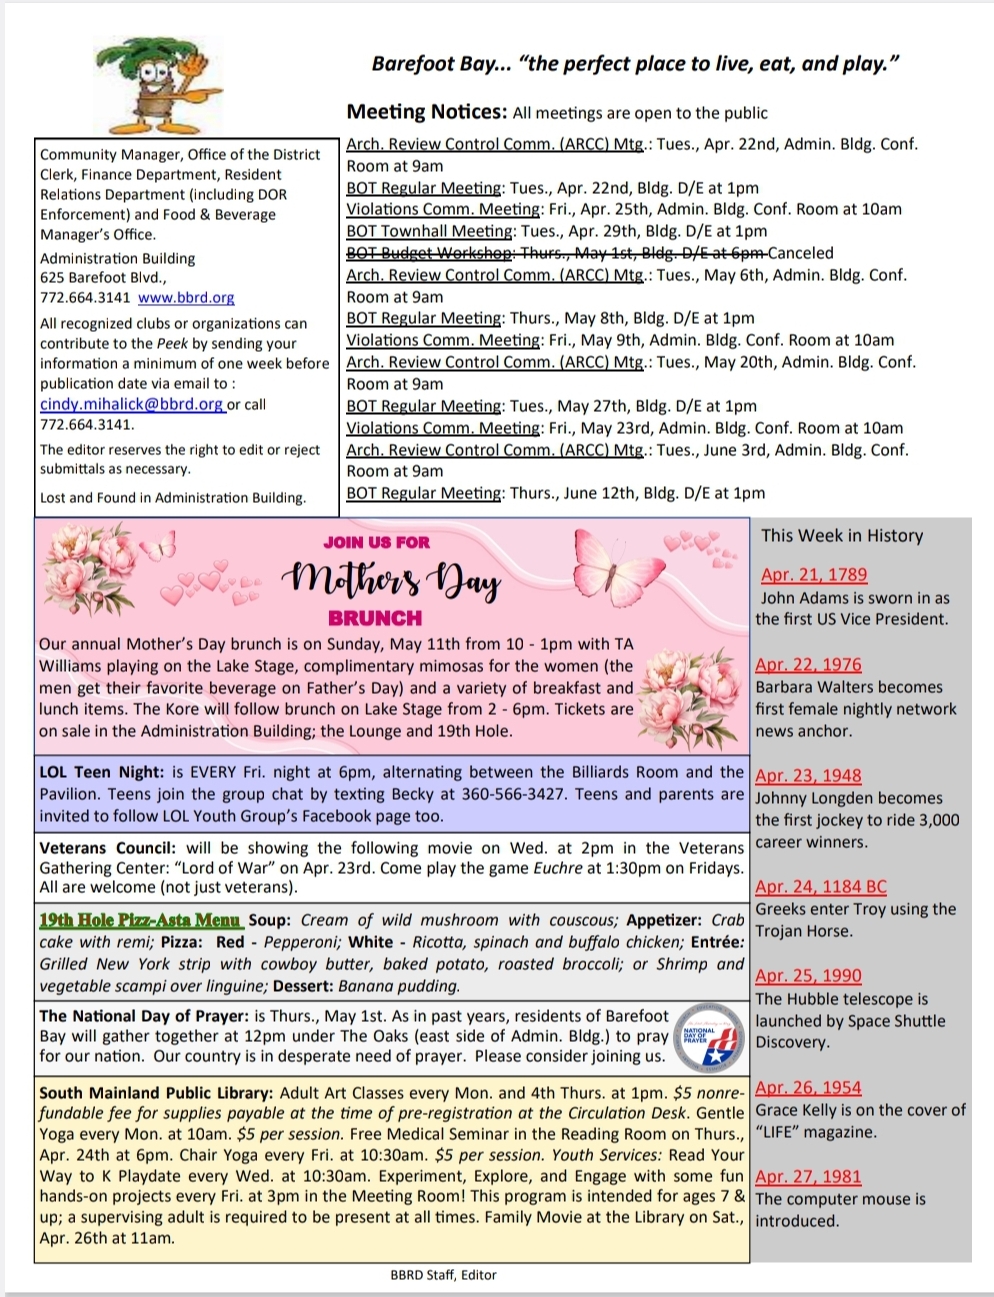 Barefoot Bay... “the perfect place to live, eat, and play.”
Meeting Notices: All meetings are open to the public
Arch. Review Control Comm. (ARCC) Mtg.: Tues., Apr. 22nd, Admin. Bldg. Conf.
Room at 9am
BOT Regular Meeting: Tues., Apr. 22nd, Bldg. D/E at 1pm
Violations Comm. Meeting: Fri., Apr. 25th, Admin. Bldg. Conf. Room at 10am
BOT Townhall Meeting: Tues., Apr. 29th, Bldg. D/E at 1pm
BOT Budget Workshop: Thurs., May 1st, Bldg. D/E at 6pm Canceled
Arch. Review Control Comm. (ARCC) Mtg.: Tues., May 6th, Admin. Bldg. Conf.
Room at 9am
BOT Regular Meeting: Thurs., May 8th, Bldg. D/E at 1pm
Violations Comm. Meeting: Fri., May 9th, Admin. Bldg. Conf. Room at 10am
Arch. Review Control Comm. (ARCC) Mtg.: Tues., May 20th, Admin. Bldg. Conf.
Room at 9am
BOT Regular Meeting: Tues., May 27th, Bldg. D/E at 1pm
Violations Comm. Meeting: Fri., May 23rd, Admin. Bldg. Conf. Room at 10am
Arch. Review Control Comm. (ARCC) Mtg.: Tues., June 3rd, Admin. Bldg. Conf.
Room at 9am
BOT Regular Meeting: Thurs., June 12th, Bldg. D/E at 1pm
Community Manager, Office of the District
Clerk, Finance Department, Resident
Relations Department (including DOR
Enforcement) and Food & Beverage
Manager’s Office.
Administration Building
625 Barefoot Blvd.,
772.664.3141 www.bbrd.org
All recognized clubs or organizations can
contribute to the Peek by sending your
information a minimum of one week before
publication date via email to :
cindy.mihalick@bbrd.org or call
772.664.3141.
The editor reserves the right to edit or reject
submittals as necessary.
Lost and Found in Administration Building.
JOIN US FOR
Mothers Day
BRUNCH
Our annual Mother’s Day brunch is on Sunday, May 11th from 10 - 1pm with TA
Williams playing on the Lake Stage, complimentary mimosas for the women (the
men get their favorite beverage on Father’s Day) and a variety of breakfast and
lunch items. The Kore will follow brunch on Lake Stage from 2 - 6pm. Tickets are
on sale in the Administration Building; the Lounge and 19th Hole.
LOL Teen Night: is EVERY Fri. night at 6pm, alternating between the Billiards Room and the
Pavilion. Teens join the group chat by texting Becky at 360-566-3427. Teens and parents are
invited to follow LOL Youth Group’s Facebook page too.
Veterans Council: will be showing the following movie on Wed. at 2pm in the Veterans
Gathering Center: “Lord of War” on Apr. 23rd. Come play the game Euchre at 1:30pm on Fridays.
All are welcome (not just veterans).
19th Hole Pizz-Asta Menu Soup: Cream of wild mushroom with couscous; Appetizer: Crab
cake with remi; Pizza: Red - Pepperoni; White - Ricotta, spinach and buffalo chicken; Entrée:
Grilled New York strip with cowboy butter, baked potato, roasted broccoli; or Shrimp and
vegetable scampi over linguine; Dessert: Banana pudding.
The National Day of Prayer: is Thurs., May 1st. As in past years, residents of Barefoot
Bay will gather together at 12pm under The Oaks (east side of Admin. Bldg.) to pray
for our nation. Our country is in desperate need of prayer. Please consider joining us.
NATIONAL
DAY OF
PRAYER
South Mainland Public Library: Adult Art Classes every Mon. and 4th Thurs. at 1pm. $5 nonre-
fundable fee for supplies payable at the time of pre-registration at the Circulation Desk. Gentle
Yoga every Mon. at 10am. $5 per session. Free Medical Seminar in the Reading Room on Thurs.,
Apr. 24th at 6pm. Chair Yoga every Fri. at 10:30am. $5 per session. Youth Services: Read Your
Way to K Playdate every Wed. at 10:30am. Experiment, Explore, and Engage with some fun
hands-on projects every Fri. at 3pm in the Meeting Room! This program is intended for ages 7 &
up; a supervising adult is required to be present at all times. Family Movie at the Library on Sat.,
Apr. 26th at 11am.
This Week in History
Apr. 21, 1789
John Adams is sworn in as
the first US Vice President.
Apr. 22, 1976
Barbara Walters becomes
first female nightly network
news anchor.
Apr. 23, 1948
Johnny Longden becomes
the first jockey to ride 3,000
career winners.
Apr. 24, 1184 BC
Greeks enter Troy using the
Trojan Horse.
Apr. 25, 1990
The Hubble telescope is
launched by Space Shuttle
Discovery.
Apr. 26, 1954
Grace Kelly is on the cover of
“LIFE” magazine.
Apr. 27, 1981
The computer mouse is
introduced.
BBRD Staff, Editor